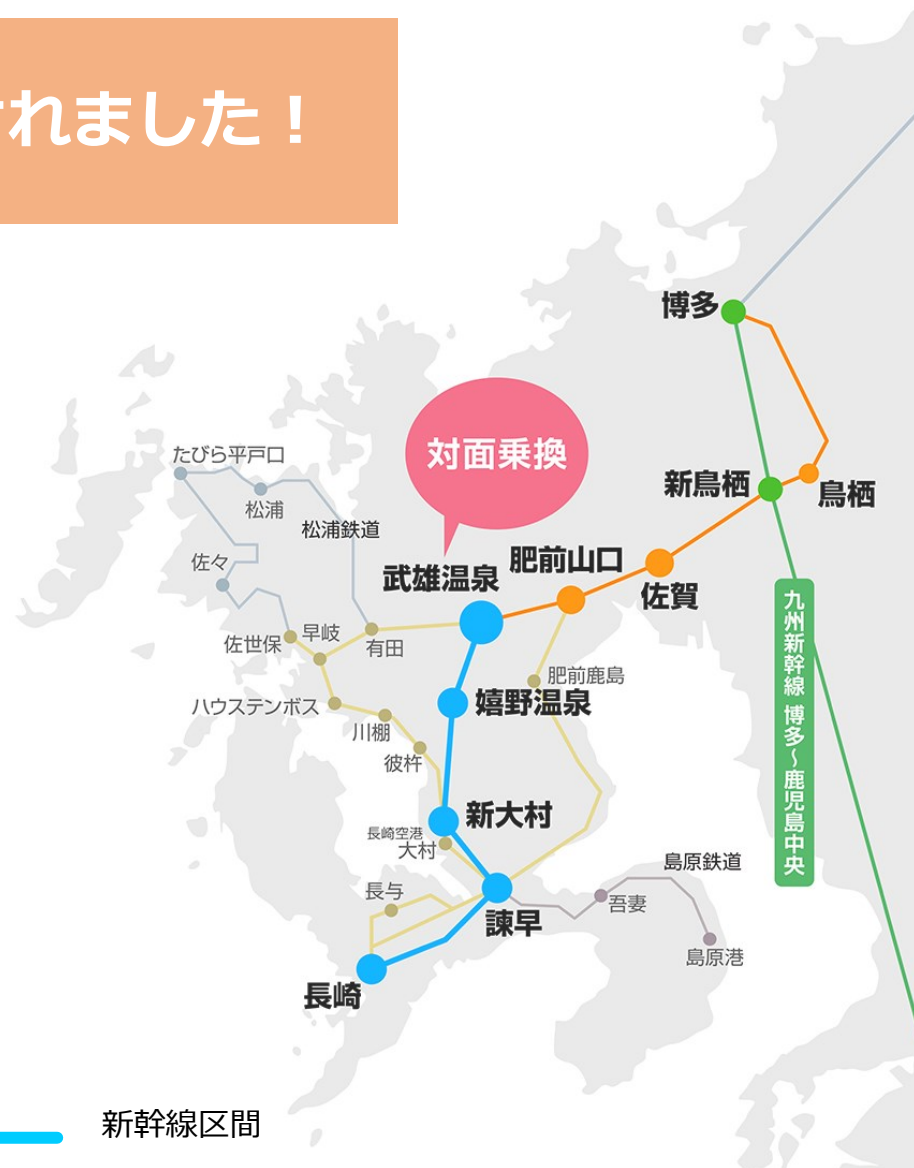 れました！
博多
対面乗換
たびら平戸口
松浦
新鳥栖
鳥栖
松浦鉄道
佐々
武雄温泉
肥前山口
佐賀
佐世保
早岐
有田
肥前鹿島
嬉野温泉
ハウステンボス
川棚
彼杵
九州新幹線 博多～鹿児島中央
新大村
長崎空港
大村
島原鉄道
長与
諫早
吾妻
島原港
長崎
新幹線区間